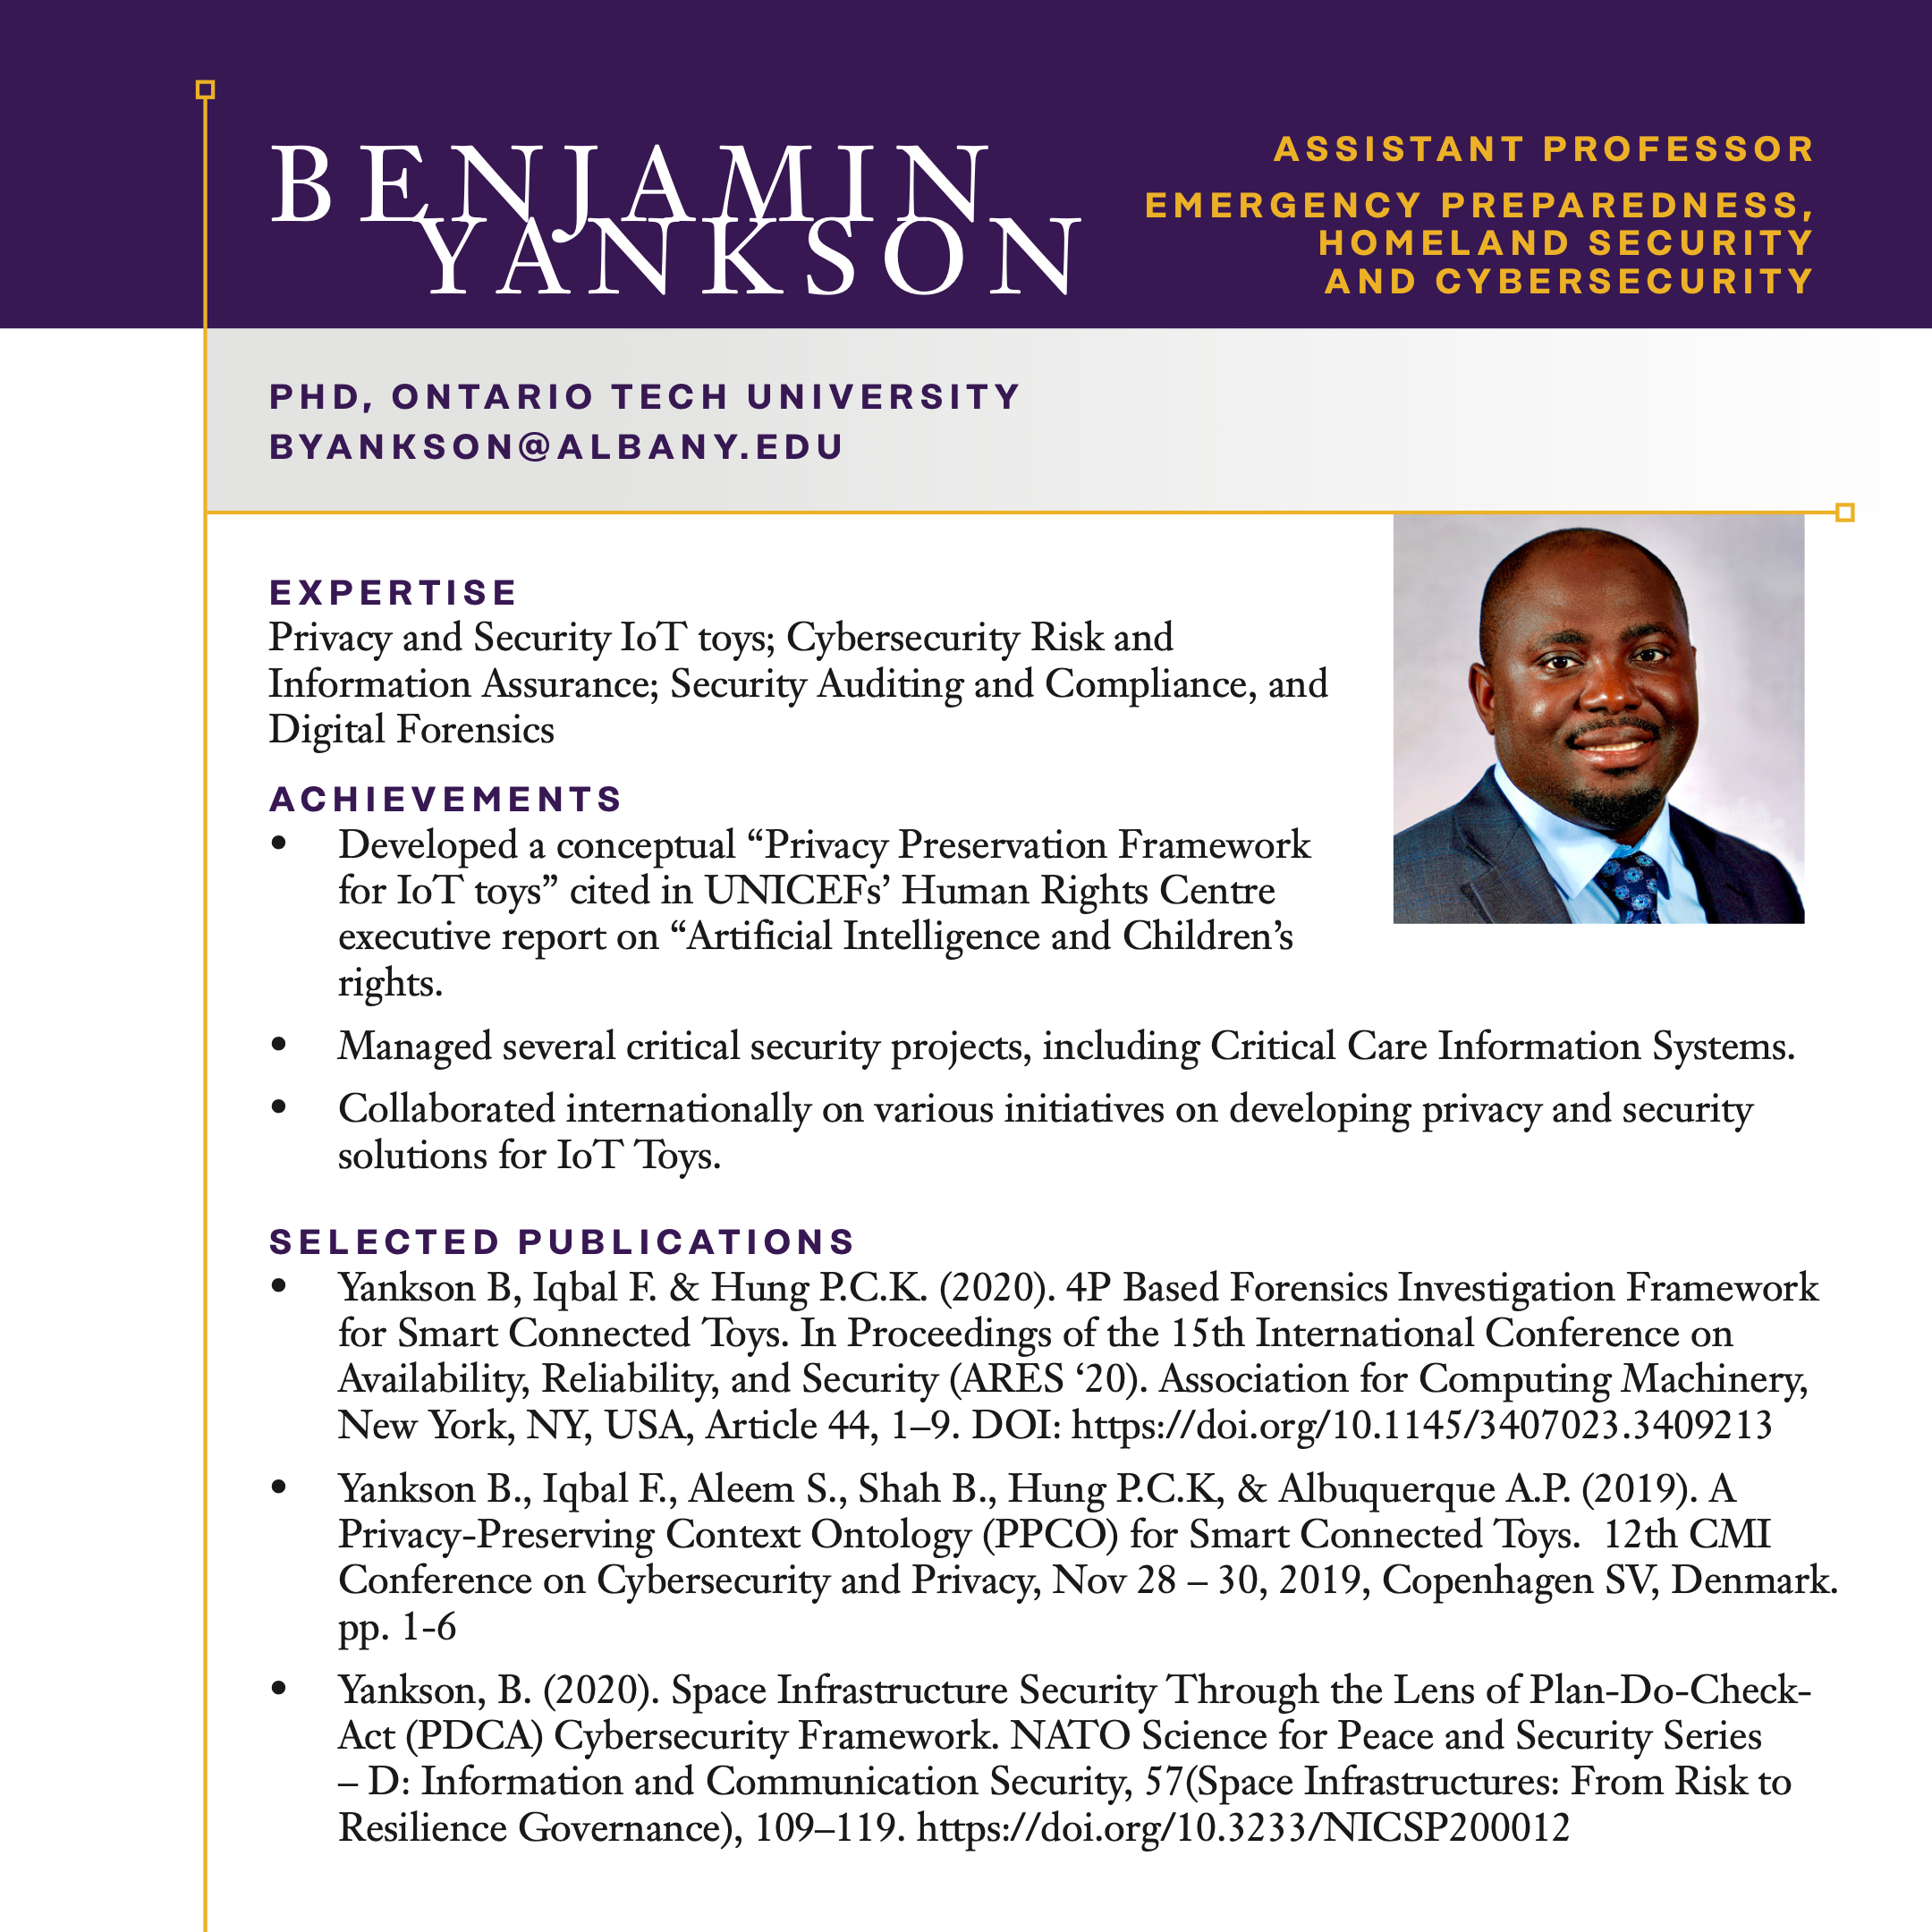 BENJAMIN
YANKSON
ASSISTANT PROFESSOR
EMERGENCY PREPAREDNESS,
HOMELAND SECURITY
AND CYBERSECURITY
PHD, ONTARIO TECH UNIVERSITY
BYANKSON@ALBANY.EDU
EXPERTISE
Privacy and Security IoT toys; Cybersecurity Risk and
Information Assurance; Security Auditing and Compliance, and
Digital Forensics
ACHIEVEMENTS
• Developed a conceptual “Privacy Preservation Framework
for IoT toys” cited in UNICEFs’ Human Rights Centre
executive report on “Artificial Intelligence and Children’s
rights.
• Managed several critical security projects, including Critical Care Information Systems.
• Collaborated internationally on various initiatives on developing privacy and security
solutions for IoT Toys.
SELECTED PUBLICATIONS
• Yankson B, Iqbal F. & Hung P.C.K. (2020). 4P Based Forensics Investigation Framework
for Smart Connected Toys. In Proceedings of the 15th International Conference on
Availability, Reliability, and Security (ARES ‘20). Association for Computing Machinery,
New York, NY, USA, Article 44, 1–9. DOI: https://doi.org/10.1145/3407023.3409213
• Yankson B., Iqbal F., Aleem S., Shah B., Hung P.C.K, & Albuquerque A.P. (2019). A
Privacy-Preserving Context Ontology (PPCO) for Smart Connected Toys.  12th CMI
Conference on Cybersecurity and Privacy, Nov 28 – 30, 2019, Copenhagen SV, Denmark.
pp. 1-6
• Yankson, B. (2020). Space Infrastructure Security Through the Lens of Plan-Do-Check-
Act (PDCA) Cybersecurity Framework. NATO Science for Peace and Security Series
– D: Information and Communication Security, 57(Space Infrastructures: From Risk to
Resilience Governance), 109–119. https://doi.org/10.3233/NICSP200012